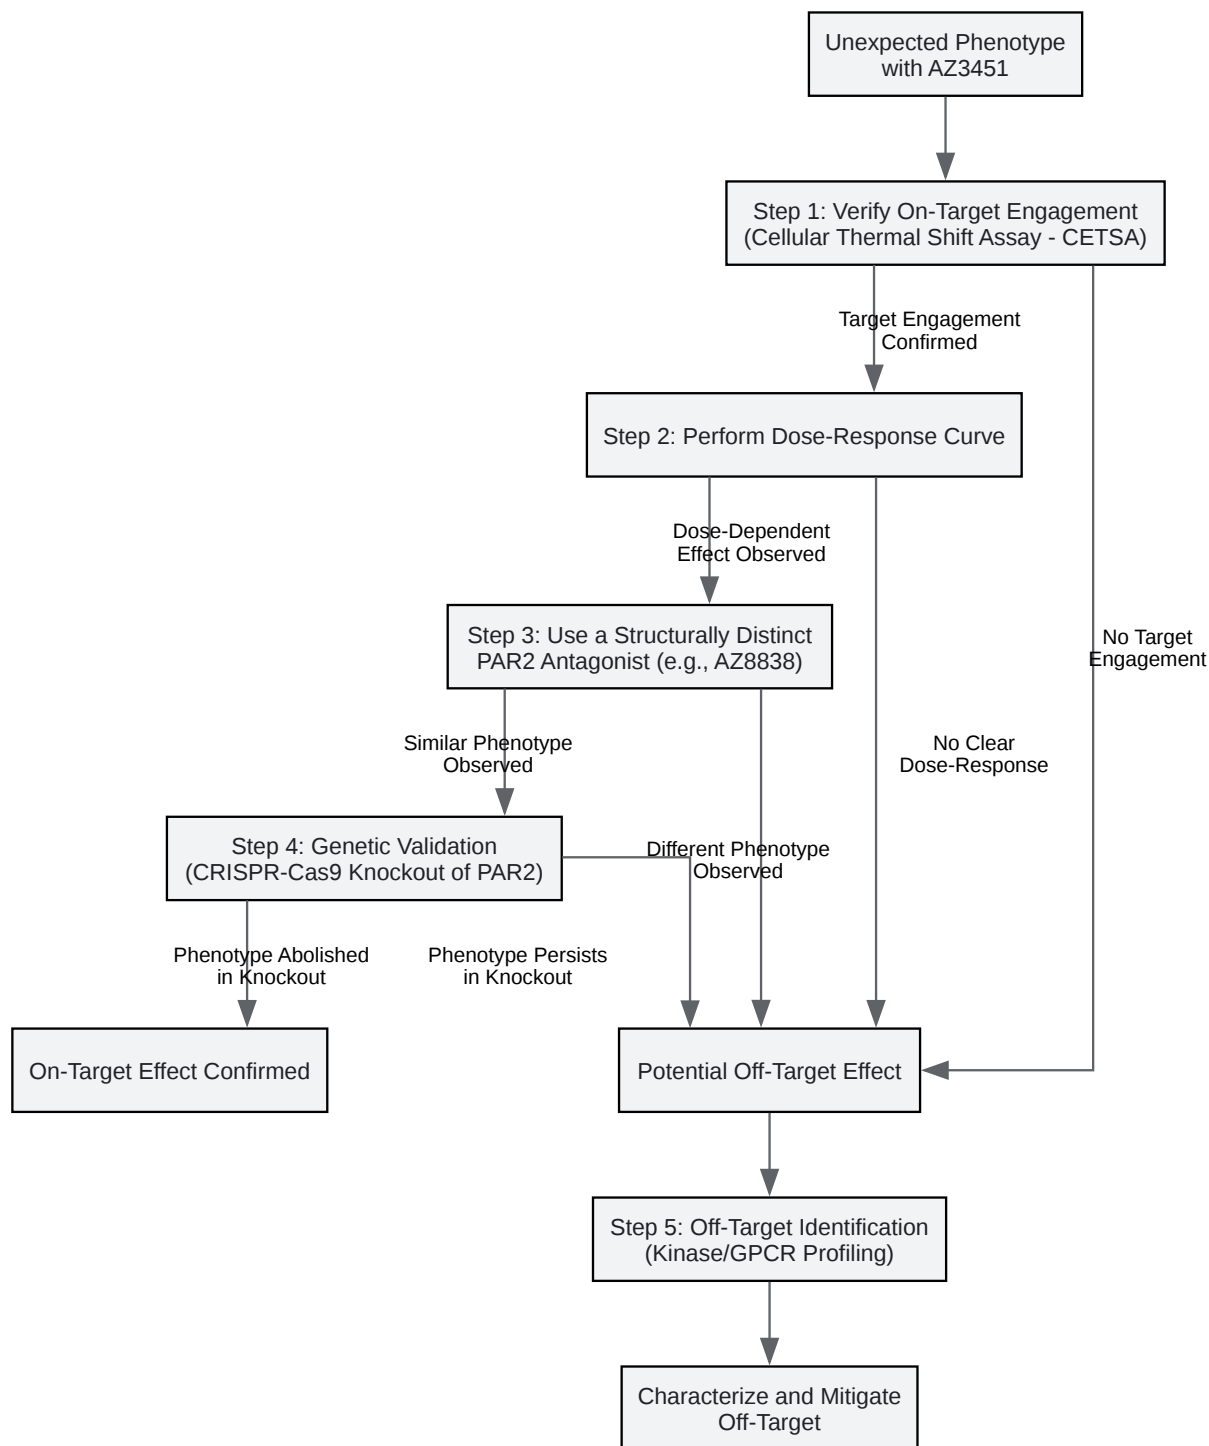 Unexpected Phenotype
with AZ3451
Step 1: Verify On-Target Engagement
(Cellular Thermal Shift Assay - CETSA)
Target Engagement
Confirmed
Step 2: Perform Dose-Response Curve
Dose-Dependent
Effect Observed
Step 3: Use a Structurally Distinct
PAR2 Antagonist (e.g., AZ8838)
No Target
Engagement
Similar Phenotype
Observed
No Clear
Dose-Response
Step 4: Genetic Validation
(CRISPR-Cas9 Knockout of PAR2)
Different Phenotype
Observed
Phenotype Abolished
in Knockout
Phenotype Persists
in Knockout
On-Target Effect Confirmed
Potential Off-Target Effect
Step 5: Off-Target Identification
(Kinase/GPCR Profiling)
Characterize and Mitigate
Off-Target